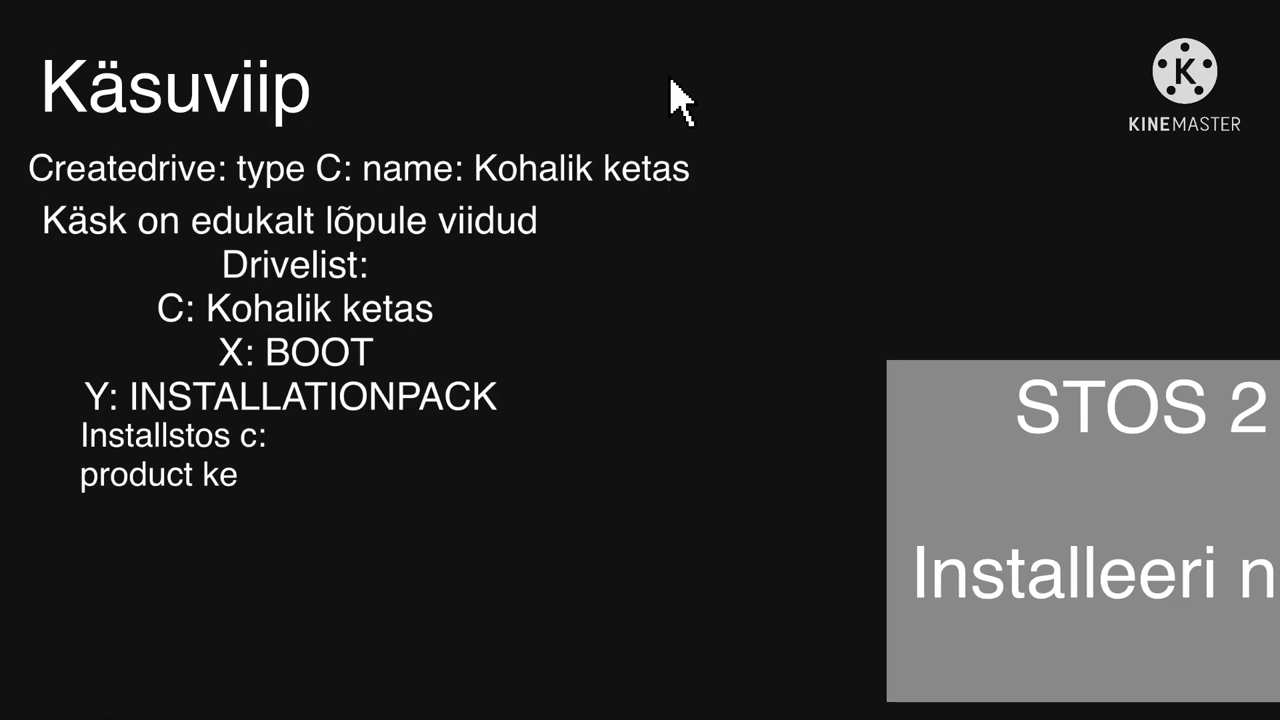 Käsuviip
KINEMASTER
Createdrive: type C: name: Kohalik ketas
Käsk on edukalt lõpule viidud
Drivelist:
C: Kohalik ketas
X: BOOT
Y: INSTALLATIONPACK
Installstos c:
product ke
STOS 2
Installeeri n